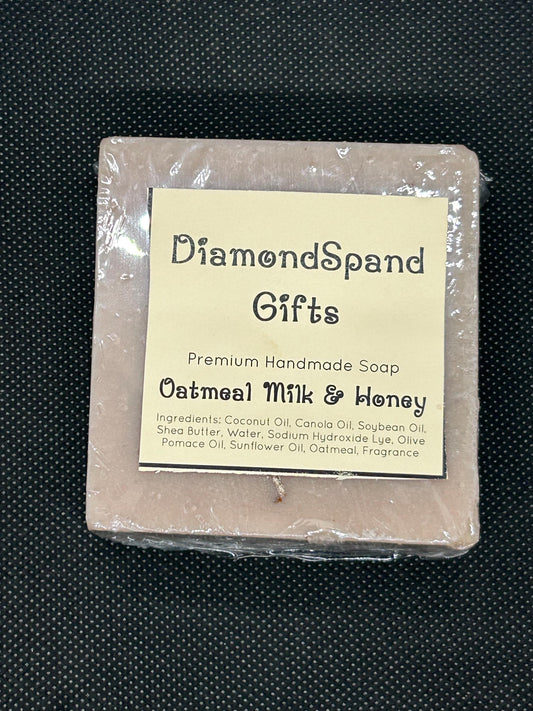 DiamondSpand
Gifts
Premium Handmade Soap
Oatmeal Milk & Honey
Ingredients: Coconut Oil, Canola Oil, Soybean Oil,
Shea Butter, Water, Sodium Hydroxide Lye, Olive
Pomace Oil, Sunflower Oil, Oatmeal, Fragrance